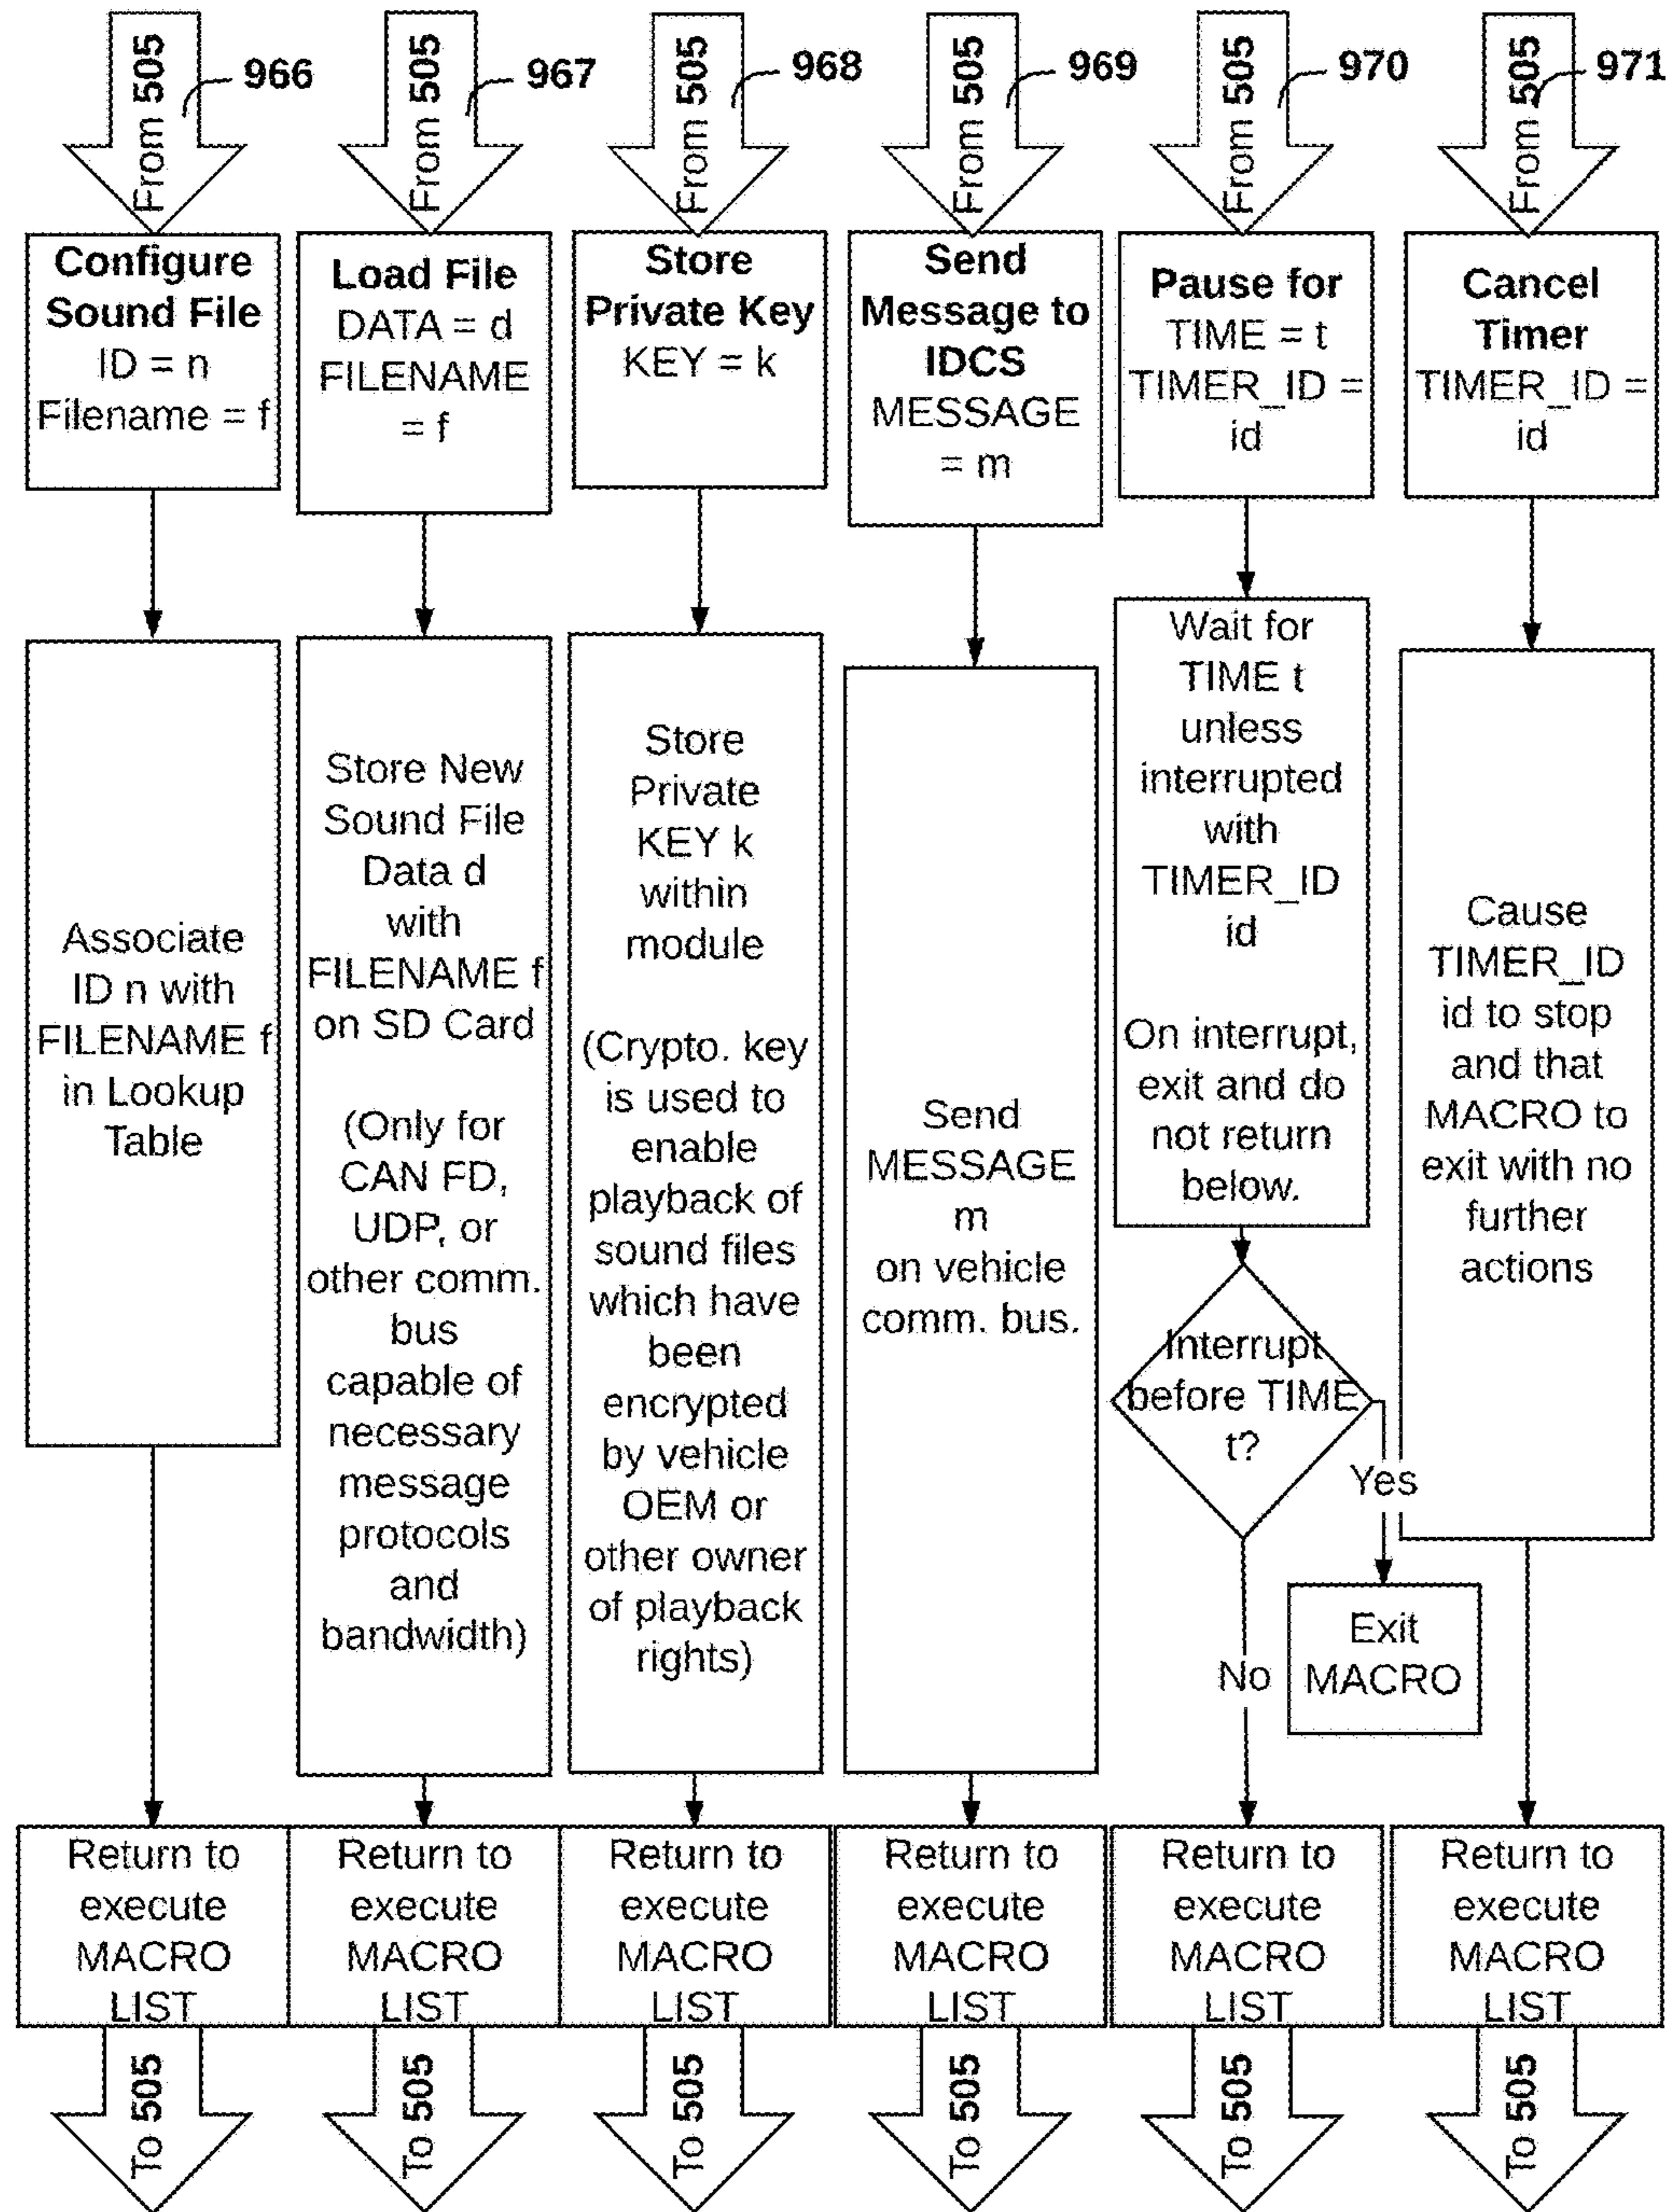 From 505
966
Configure
Sound File
ID = n
Filename = f
Associate
ID n with
FILENAME f
in Lookup
Table
Return to
execute
MACRO
LIST
To 505
From 505
967
Load File
DATA = d
FILENAME
= f
Store New
Sound File
Data d
with
FILENAME f
on SD Card
(Only for
CAN FD,
UDP, or
other comm.
bus
capable of
necessary
message
protocols
and
bandwidth)
Return to
execute
MACRO
LIST
To 505
From 505
968
Store
Private Key
KEY = k
Store
Private
KEY k
within
module
(Crypto. key
is used to
enable
playback of
sound files
which have
been
encrypted
by vehicle
OEM or
other owner
of playback
rights)
Return to
execute
MACRO
LIST
To 505
From 505
969
Send
Message to
IDCS
MESSAGE
= m
Send
MESSAGE
m
on vehicle
comm. bus.
Return to
execute
MACRO
LIST
To 505
From 505
970
Pause for
TIME = t
TIMER_ID =
id
Wait for
TIME t
unless
interrupted
with
TIMER_ID
id
On interrupt,
exit and do
not return
below.
Interrupt
before TIME
t?
Yes
Exit
MACRO
No
Return to
execute
MACRO
LIST
To 505
From 505
971
Cancel
Timer
TIMER_ID =
id
Cause
TIMER_ID
id to stop
and that
MACRO to
exit with no
further
actions
Return to
execute
MACRO
LIST
To 505